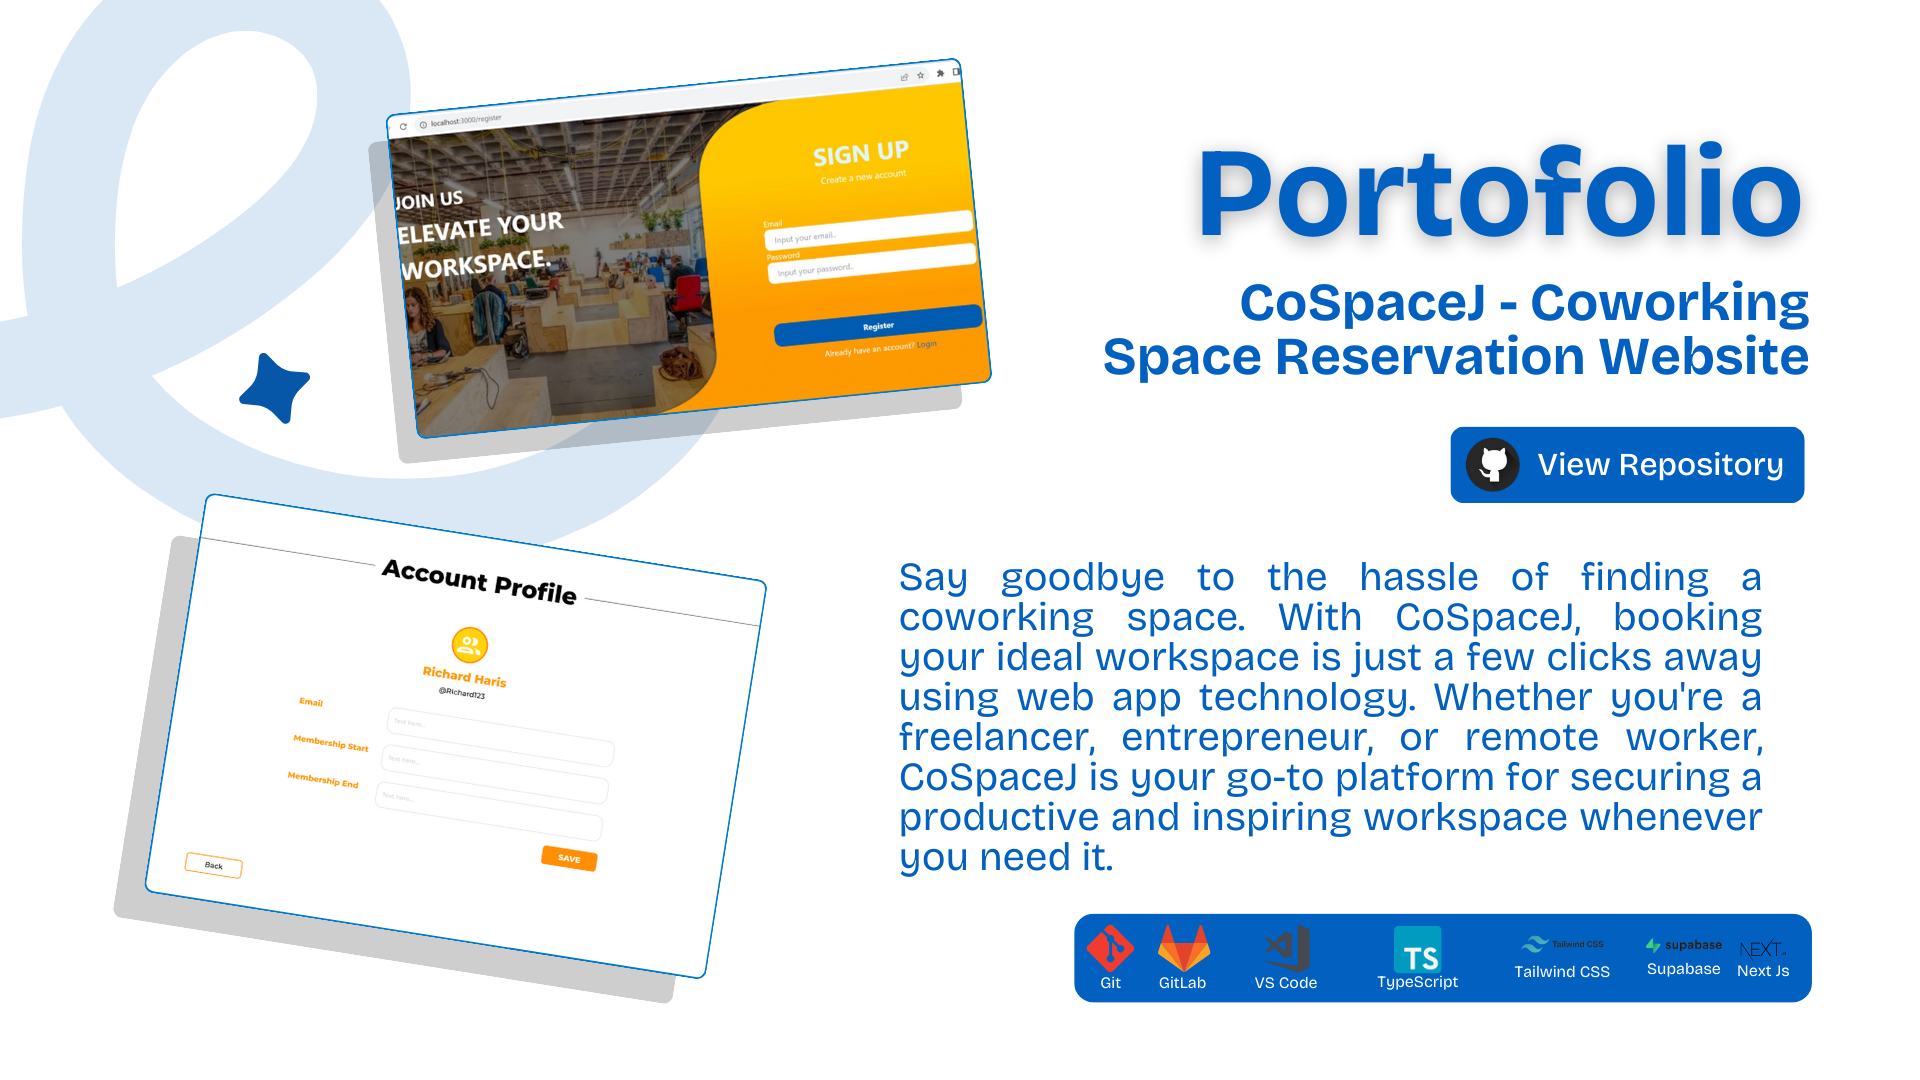 localhost:3000/register
JOIN US
ELEVATE YOUR
WORKSPACE.
SIGN UP
Create a new account
Email
Input your email..
Password
Input your password..
Register
Already have an account? Login
Portofolio
CoSpaceJ - Coworking
Space Reservation Website
View Repository
Account Profile
Richard Haris
@Richard123
Email
Text here...
Membership Start
Text here...
Membership End
Text here...
SAVE
Back
Say goodbye to the hassle of finding a
coworking space. With CoSpaceJ, booking
your ideal workspace is just a few clicks away
using web app technology. Whether you're a
freelancer, entrepreneur, or remote worker,
CoSpaceJ is your go-to platform for securing a
productive and inspiring workspace whenever
you need it.
Git
GitLab
VS Code
TS
TypeScript
Tailwind CSS
Tailwind CSS
supabase
Supabase
NEXT.JS
Next Js